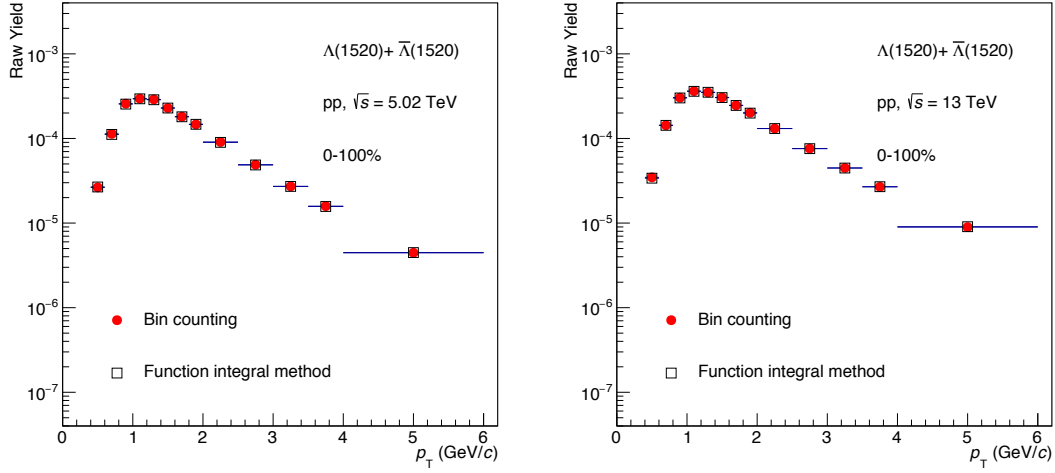 Raw Yield
10⁻³
10⁻⁴
10⁻⁵
10⁻⁶
10⁻⁷
Λ(1520)+ Λ̅(1520)
pp, √s = 5.02 TeV
0-100%
Bin counting
Function integral method
0 1 2 3 4 5 6
p_T (GeV/c)
Raw Yield
10⁻³
10⁻⁴
10⁻⁵
10⁻⁶
10⁻⁷
Λ(1520)+ Λ̅(1520)
pp, √s = 13 TeV
0-100%
Bin counting
Function integral method
0 1 2 3 4 5 6
p_T (GeV/c)